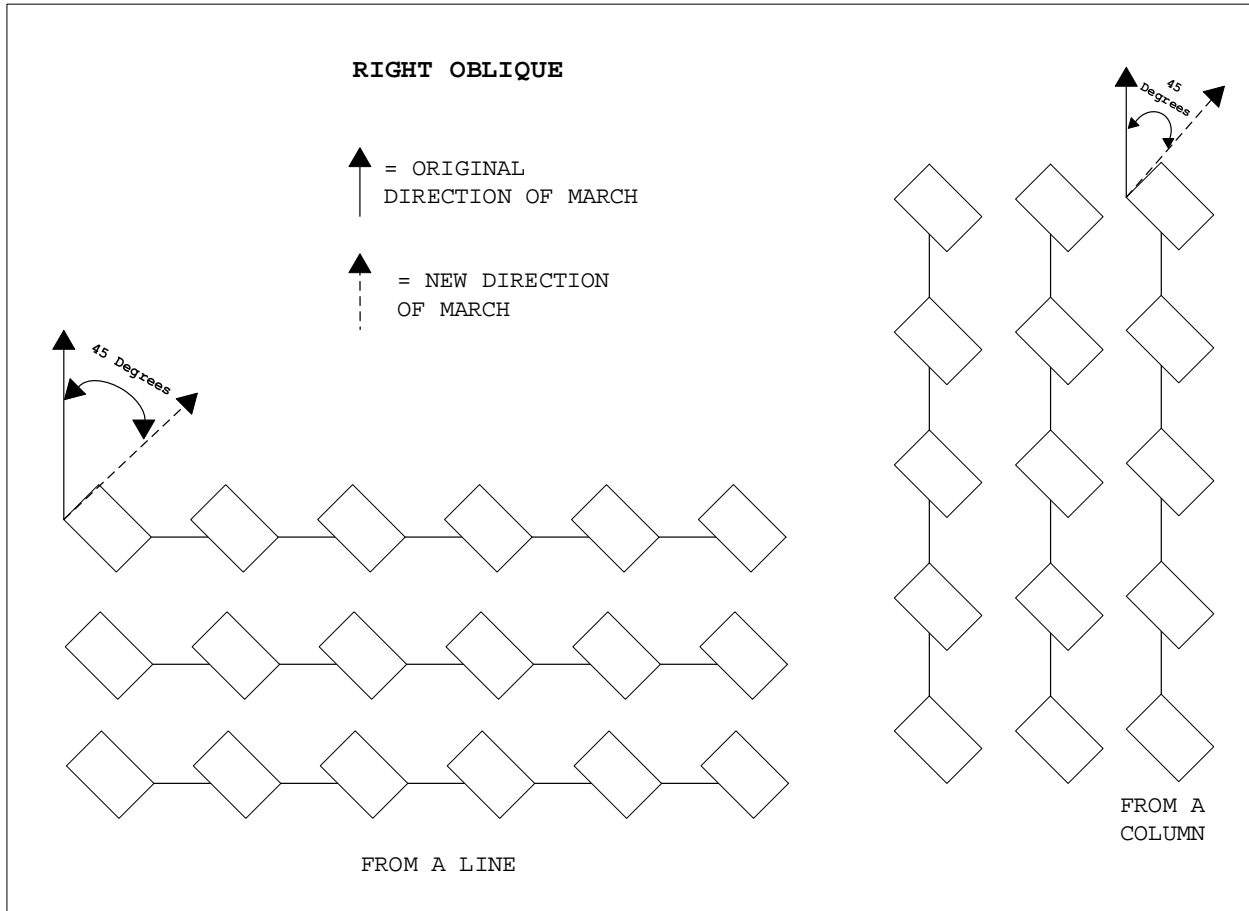 RIGHT OBLIQUE
= ORIGINAL
DIRECTION OF MARCH
= NEW DIRECTION
OF MARCH
45 Degrees
45
Degrees
FROM A LINE
FROM A
COLUMN